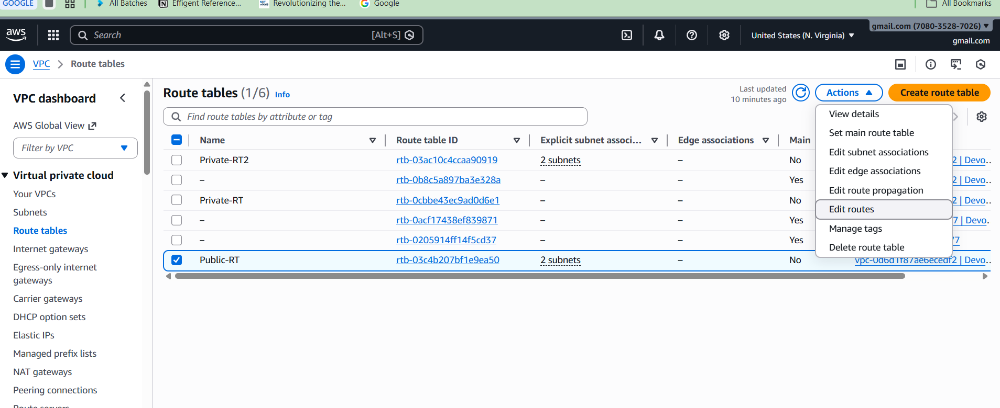 GOOGLE All Batches Effigent Reference... Revolutionizing the... Google All Bookmarks
aws Search [Alt+S] United States (N. Virginia) gmail.com (7080-3528-7026)
gmail.com
VPC Route tables
VPC dashboard
AWS Global View
Filter by VPC
Virtual private cloud
Your VPCs
Subnets
Route tables
Internet gateways
Egress-only internet
gateways
Carrier gateways
DHCP option sets
Elastic IPs
Managed prefix lists
NAT gateways
Peering connections
Route servers
Route tables (1/6) Info
Last updated
10 minutes ago
Actions Create route table
Find route tables by attribute or tag
Name Route table ID Explicit subnet associ... Edge associations Main
Private-RT2 rtb-03ac10c4ccaa90919 2 subnets – No 2 | Devo...
– rtb-0b8c5a897ba3e328a – – Yes 2 | Devo...
Private-RT rtb-0cbbe43ec9ad0d6e1 – – No 2 | Devo...
– rtb-0acf17438ef839871 – – Yes 7 | Devo...
– rtb-0205914ff14f5cd37 – – Yes 77
Public-RT rtb-03c4b207bf1e9ea50 2 subnets – No vpc-0d6d1f87ae6ecedf2 | Devo...
View details
Set main route table
Edit subnet associations
Edit edge associations
Edit route propagation
Edit routes
Manage tags
Delete route table